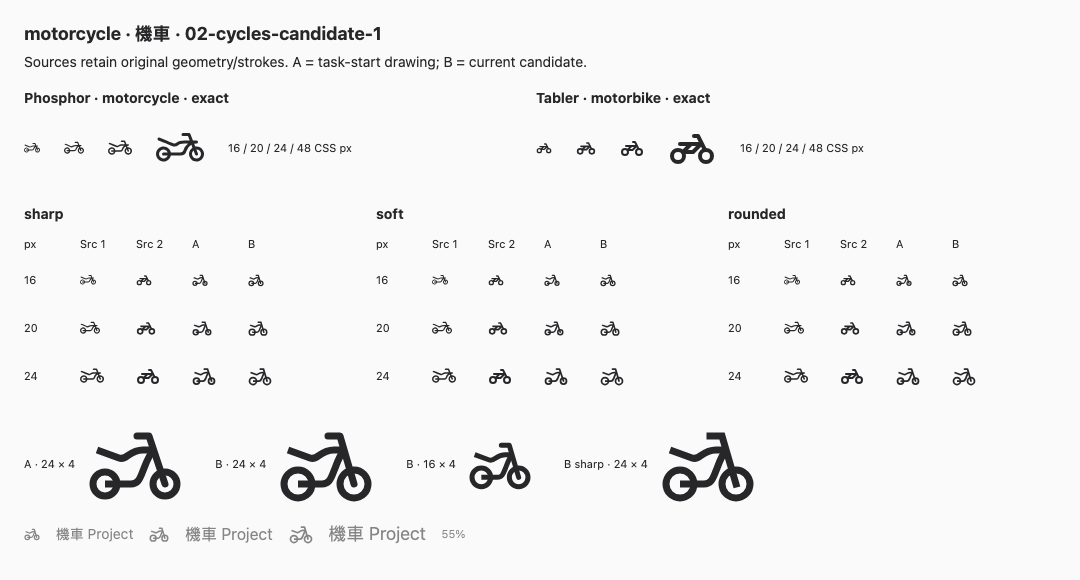 motorcycle · 機車 · 02-cycles-candidate-1
Sources retain original geometry/strokes. A = task-start drawing; B = current candidate.
Phosphor · motorcycle · exact
Tabler · motorbike · exact
16 / 20 / 24 / 48 CSS px
16 / 20 / 24 / 48 CSS px
sharp
soft
rounded
px Src 1 Src 2 A B
px Src 1 Src 2 A B
px Src 1 Src 2 A B
16
16
16
20
20
20
24
24
24
A · 24 × 4
B · 24 × 4
B · 16 × 4
B sharp · 24 × 4
機車 Project
機車 Project
機車 Project
55%